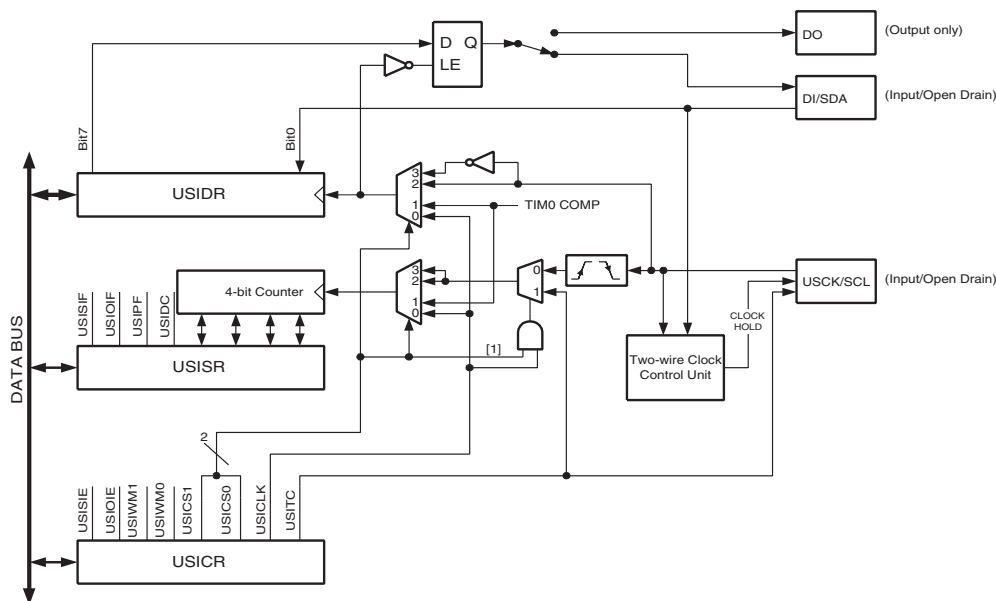 DO
(Output only)
D Q
LE
DI/SDA
(Input/Open Drain)
Bit7
Bit0
USIDR
3
2
1
0
TIM0 COMP
DATA BUS
4-bit Counter
3
2
1
0
0
1
USCK/SCL
(Input/Open Drain)
CLOCK
HOLD
USISIF
USIOIF
USIPF
USIDC
[1]
USISR
Two-wire Clock
Control Unit
2
USISIE
USIOIE
USIWM1
USIWM0
USICS1
USICS0
USICLK
USITC
USICR